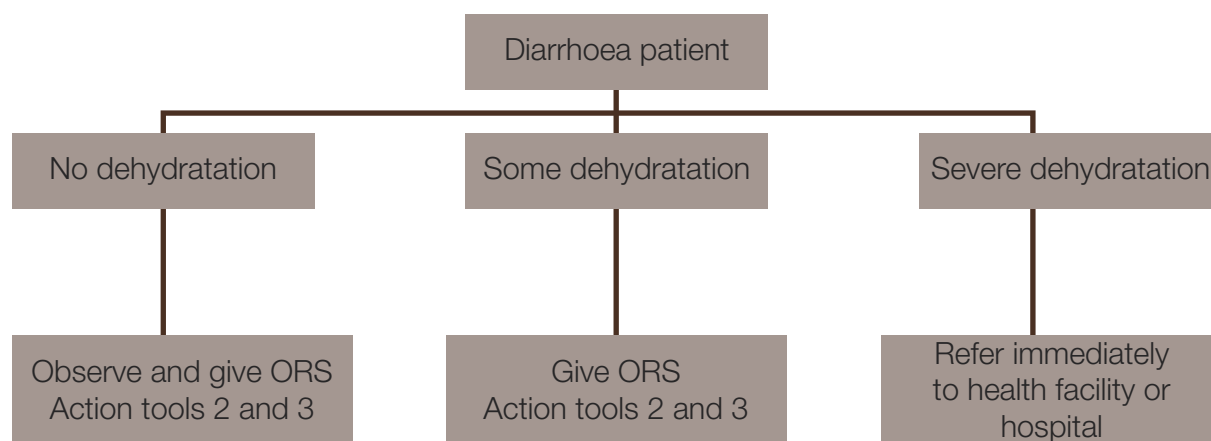 Diarrhoea patient
No dehydratation
Some dehydratation
Severe dehydratation
Observe and give ORS
Action tools 2 and 3
Give ORS
Action tools 2 and 3
Refer immediately
to health facility or
hospital